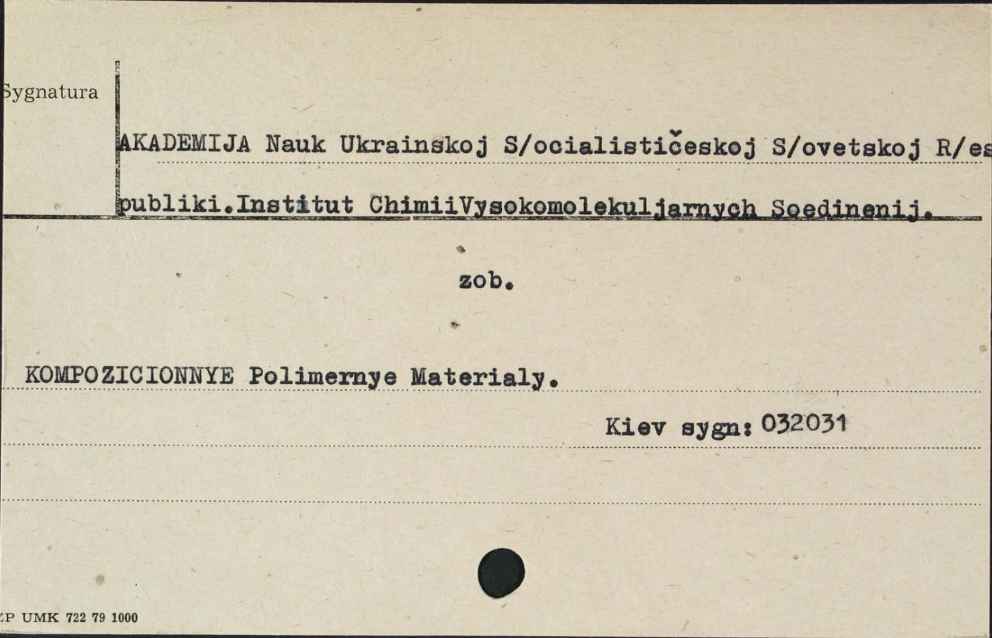 Sygnatura
AKADEMIJA Nauk Ukrainskoj S/ocialističeskoj S/ovetskoj R/es
publiki.Institut ChimiiVysokomolekuljarnych Soedinenij.
zob.
KOMPOZICIONNYE Polimernye Materialy.
Kiev sygn: 032031
ZP UMK 722 79 1000